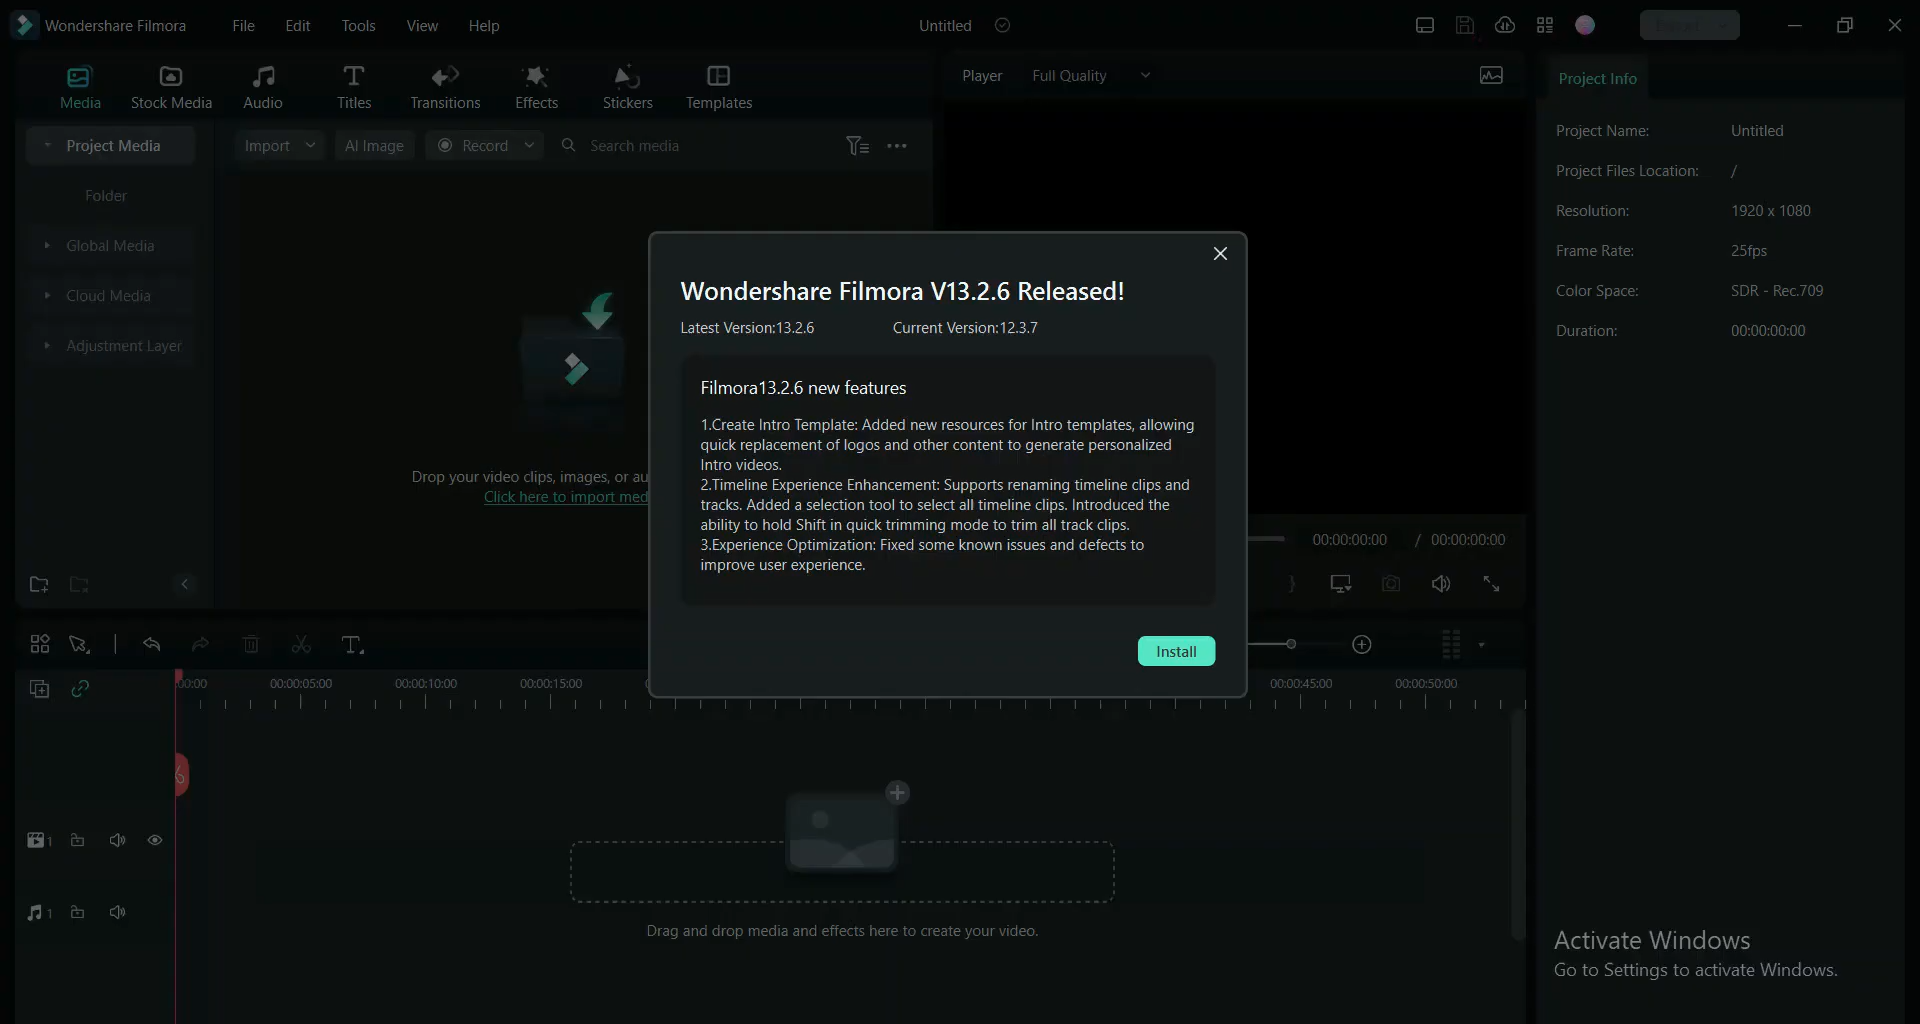 Wondershare Filmora
File Edit Tools View Help
Untitled
Media
Stock Media
Audio
Titles
Transitions
Effects
Stickers
Templates
Player Full Quality
Project Info
Project Media
Import
AI Image
Record
Search media
Folder
Global Media
Cloud Media
Adjustment Layer
Drop your video clips, images, or au
Click here to import med
Project Name: Untitled
Project Files Location: /
Resolution: 1920 x 1080
Frame Rate: 25fps
Color Space: SDR - Rec.709
Duration: 00:00:00:00
Wondershare Filmora V13.2.6 Released!
Latest Version:13.2.6 Current Version:12.3.7
Filmora13.2.6 new features
1.Create Intro Template: Added new resources for Intro templates, allowing
quick replacement of logos and other content to generate personalized
Intro videos.
2.Timeline Experience Enhancement: Supports renaming timeline clips and
tracks. Added a selection tool to select all timeline clips. Introduced the
ability to hold Shift in quick trimming mode to trim all track clips.
3.Experience Optimization: Fixed some known issues and defects to
improve user experience.
Install
00:00:00:00 / 00:00:00:00
:00:00 00:00:05:00 00:00:10:00 00:00:15:00 00:00:45:00 00:00:50:00
1
1
Drag and drop media and effects here to create your video.
Activate Windows
Go to Settings to activate Windows.